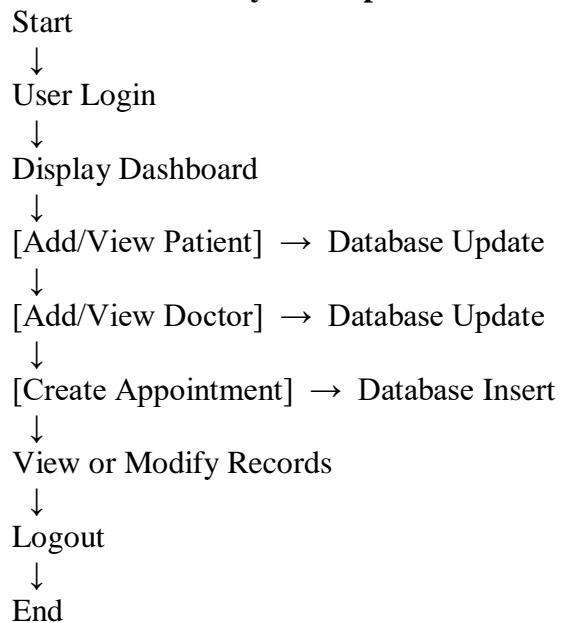 Start
↓
User Login
↓
Display Dashboard
↓
[Add/View Patient] → Database Update
↓
[Add/View Doctor] → Database Update
↓
[Create Appointment] → Database Insert
↓
View or Modify Records
↓
Logout
↓
End